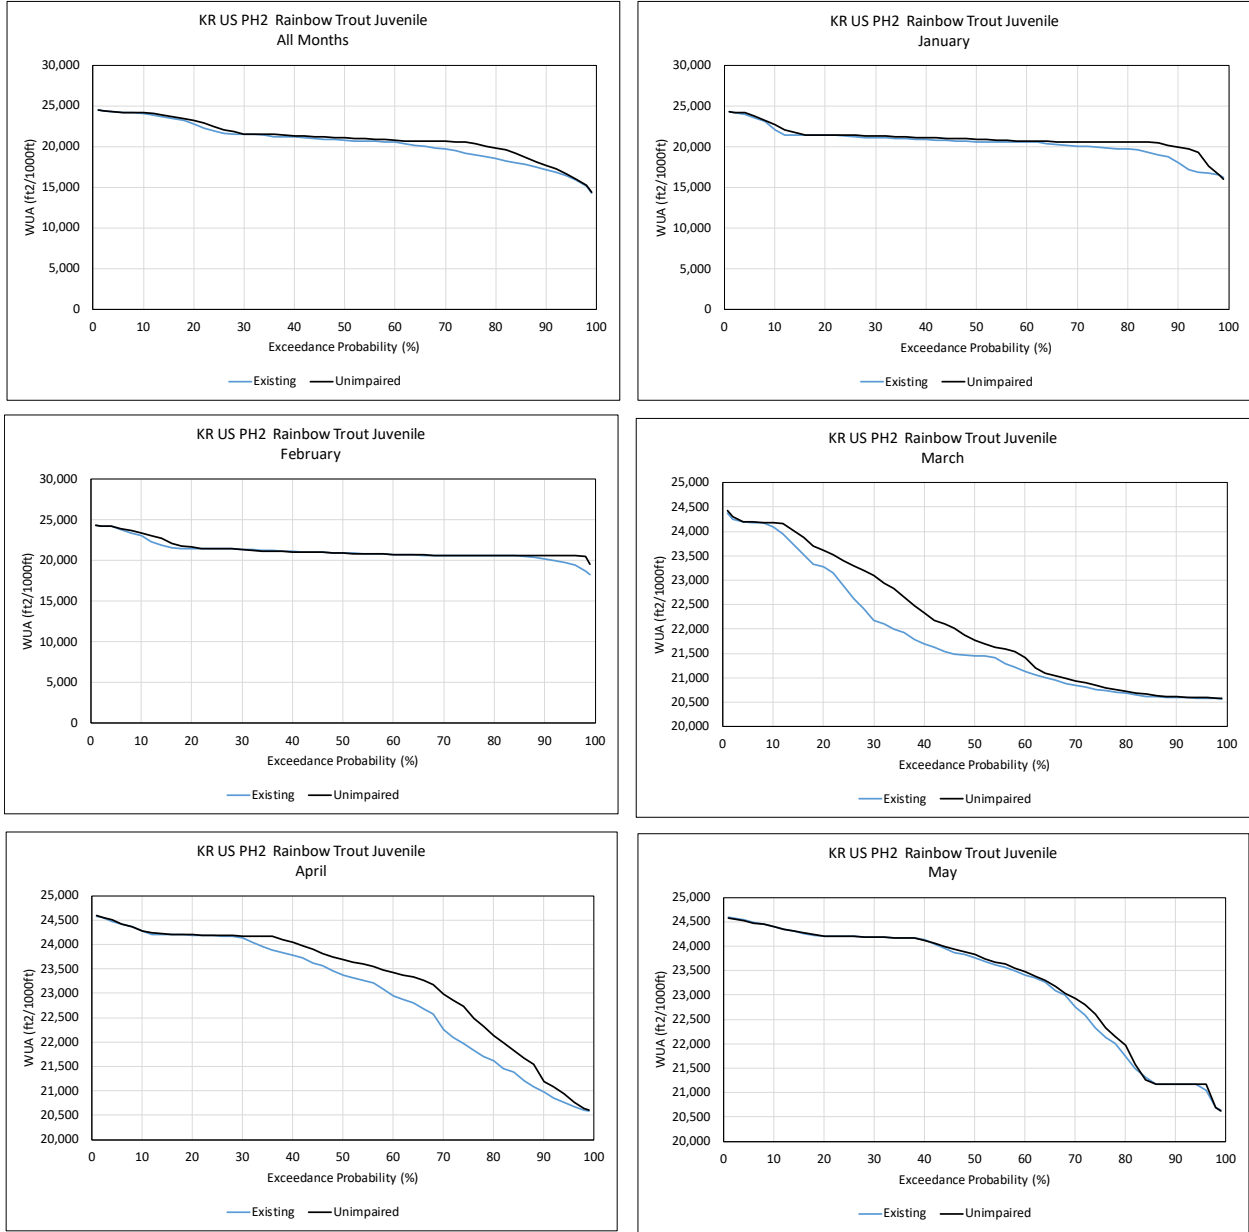 KR US PH2 Rainbow Trout Juvenile
All Months
30,000
25,000
20,000
15,000
10,000
5,000
0
WUA (ft2/1000ft)
0 10 20 30 40 50 60 70 80 90 100
Exceedance Probability (%)
Existing Unimpaired
KR US PH2 Rainbow Trout Juvenile
January
30,000
25,000
20,000
15,000
10,000
5,000
0
WUA (ft2/1000ft)
0 10 20 30 40 50 60 70 80 90 100
Exceedance Probability (%)
Existing Unimpaired
KR US PH2 Rainbow Trout Juvenile
February
30,000
25,000
20,000
15,000
10,000
5,000
0
WUA (ft2/1000ft)
0 10 20 30 40 50 60 70 80 90 100
Exceedance Probability (%)
Existing Unimpaired
KR US PH2 Rainbow Trout Juvenile
March
25,000
24,500
24,000
23,500
23,000
22,500
22,000
21,500
21,000
20,500
20,000
WUA (ft2/1000ft)
0 10 20 30 40 50 60 70 80 90 100
Exceedance Probability (%)
Existing Unimpaired
KR US PH2 Rainbow Trout Juvenile
April
25,000
24,500
24,000
23,500
23,000
22,500
22,000
21,500
21,000
20,500
20,000
WUA (ft2/1000ft)
0 10 20 30 40 50 60 70 80 90 100
Exceedance Probability (%)
Existing Unimpaired
KR US PH2 Rainbow Trout Juvenile
May
25,000
24,500
24,000
23,500
23,000
22,500
22,000
21,500
21,000
20,500
20,000
WUA (ft2/1000ft)
0 10 20 30 40 50 60 70 80 90 100
Exceedance Probability (%)
Existing Unimpaired